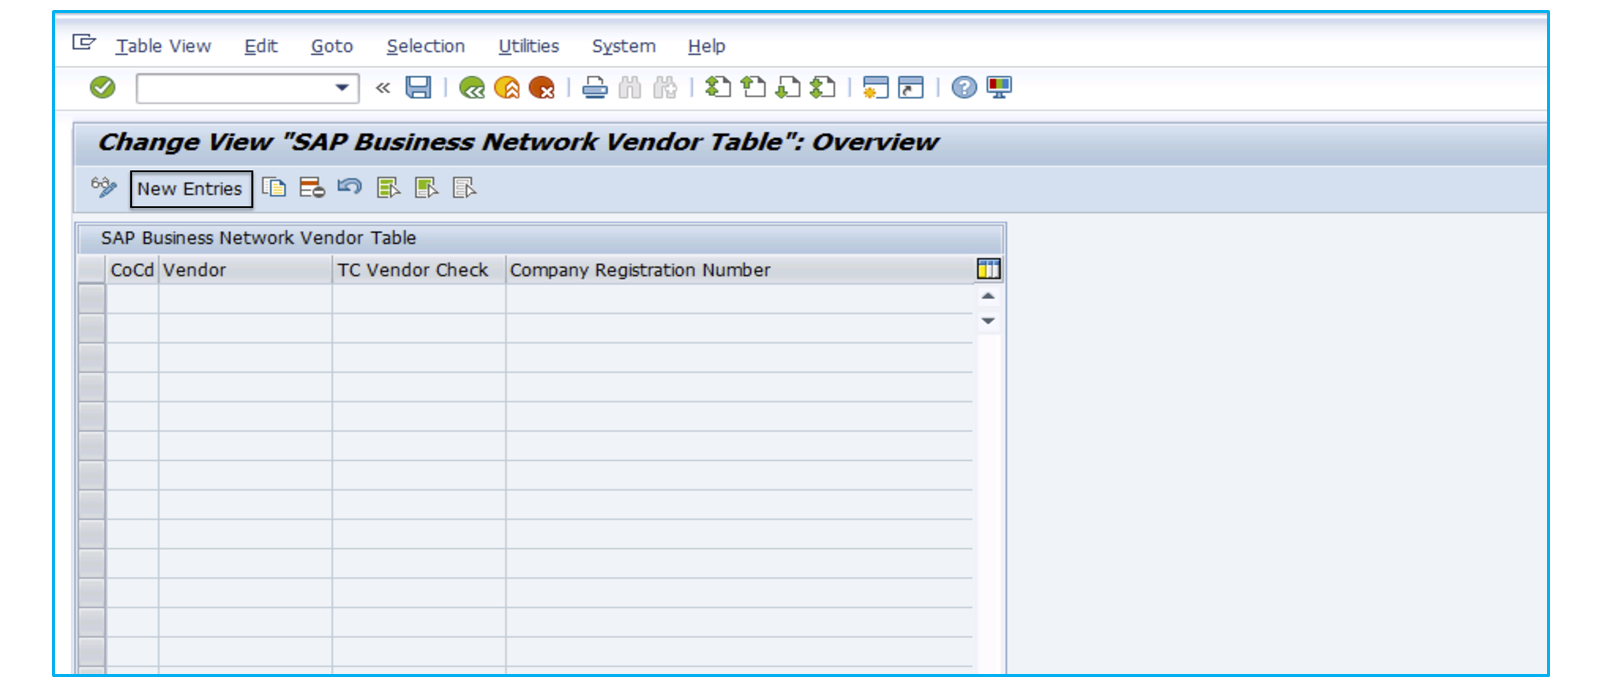 Table View Edit Goto Selection Utilities System Help
Change View "SAP Business Network Vendor Table": Overview
New Entries
SAP Business Network Vendor Table
CoCd Vendor TC Vendor Check Company Registration Number